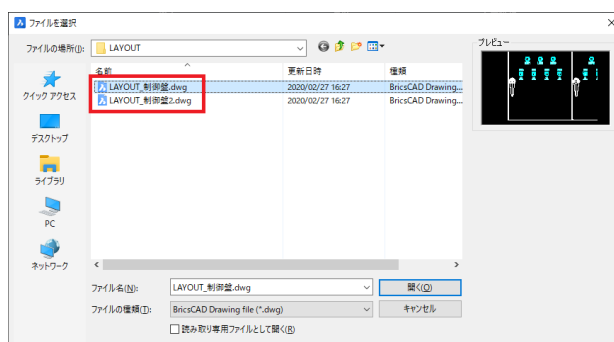 ファイルを選択
ファイルの場所(I):
LAYOUT
プレビュー
名前
更新日時
種類
LAYOUT_制御盤.dwg
2020/02/27 16:27
BricsCAD Drawing...
LAYOUT_制御盤2.dwg
2020/02/27 16:27
BricsCAD Drawing...
クイック アクセス
デスクトップ
ライブラリ
PC
ネットワーク
ファイル名(N):
LAYOUT_制御盤.dwg
開く(O)
ファイルの種類(T):
BricsCAD Drawing file (*.dwg)
キャンセル
読み取り専用ファイルとして開く(R)